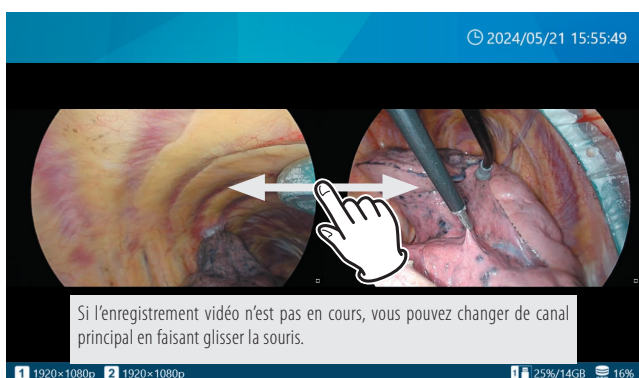 2024/05/21 15:55:49
Si l'enregistrement vidéo n'est pas en cours, vous pouvez changer de canal
principal en faisant glisser la souris.
1 1920×1080p 2 1920×1080p 1 25%/14GB 16%